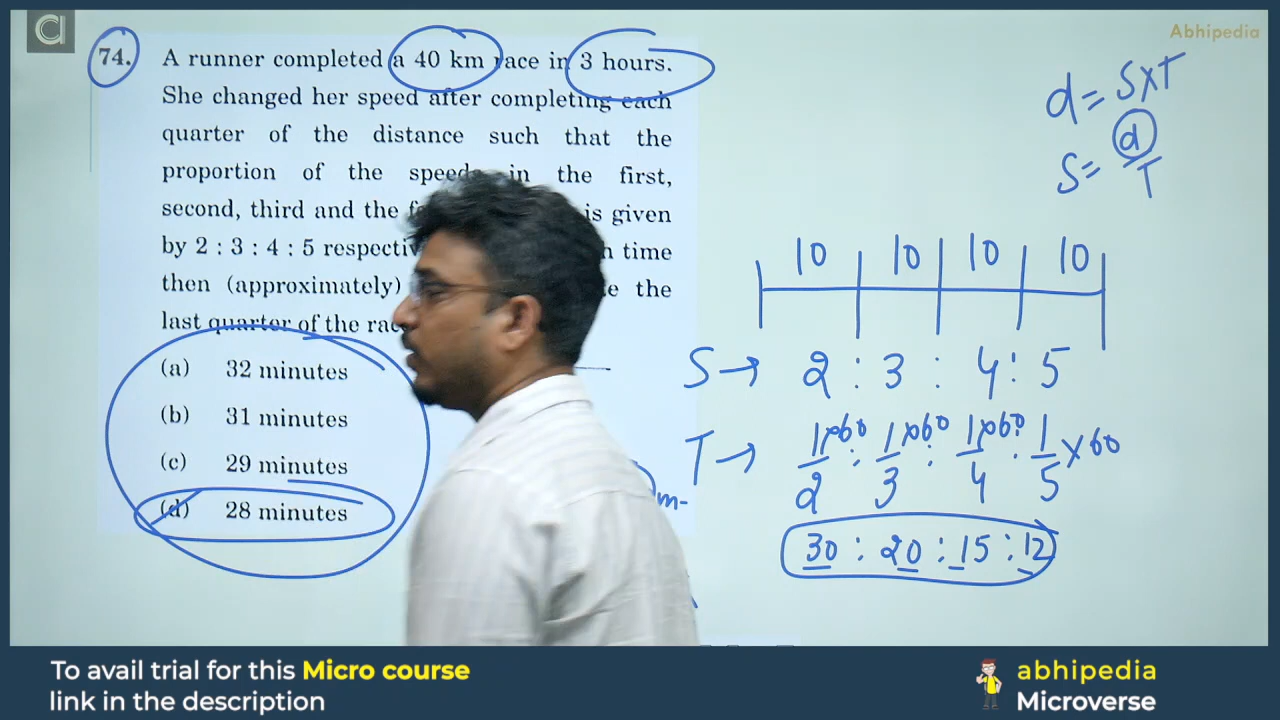 Abhipedia
74. A runner completed a 40 km race in 3 hours.
She changed her speed after completing each
quarter of the distance such that the
proportion of the speeds in the first,
second, third and the is given
by 2 : 3 : 4 : 5 time
then (approximately) the
last quarter of the
(a) 32 minutes
(b) 31 minutes
(c) 29 minutes
(d) 28 minutes
d = S×T
S = d/T
10 10 10 10
S → 2 : 3 : 4 : 5
T → 1/2 ×60 : 1/3 ×60 : 1/4 ×60 : 1/5 ×60
30 : 20 : 15 : 12
m-
To avail trial for this Micro course
link in the description
abhipedia
Microverse